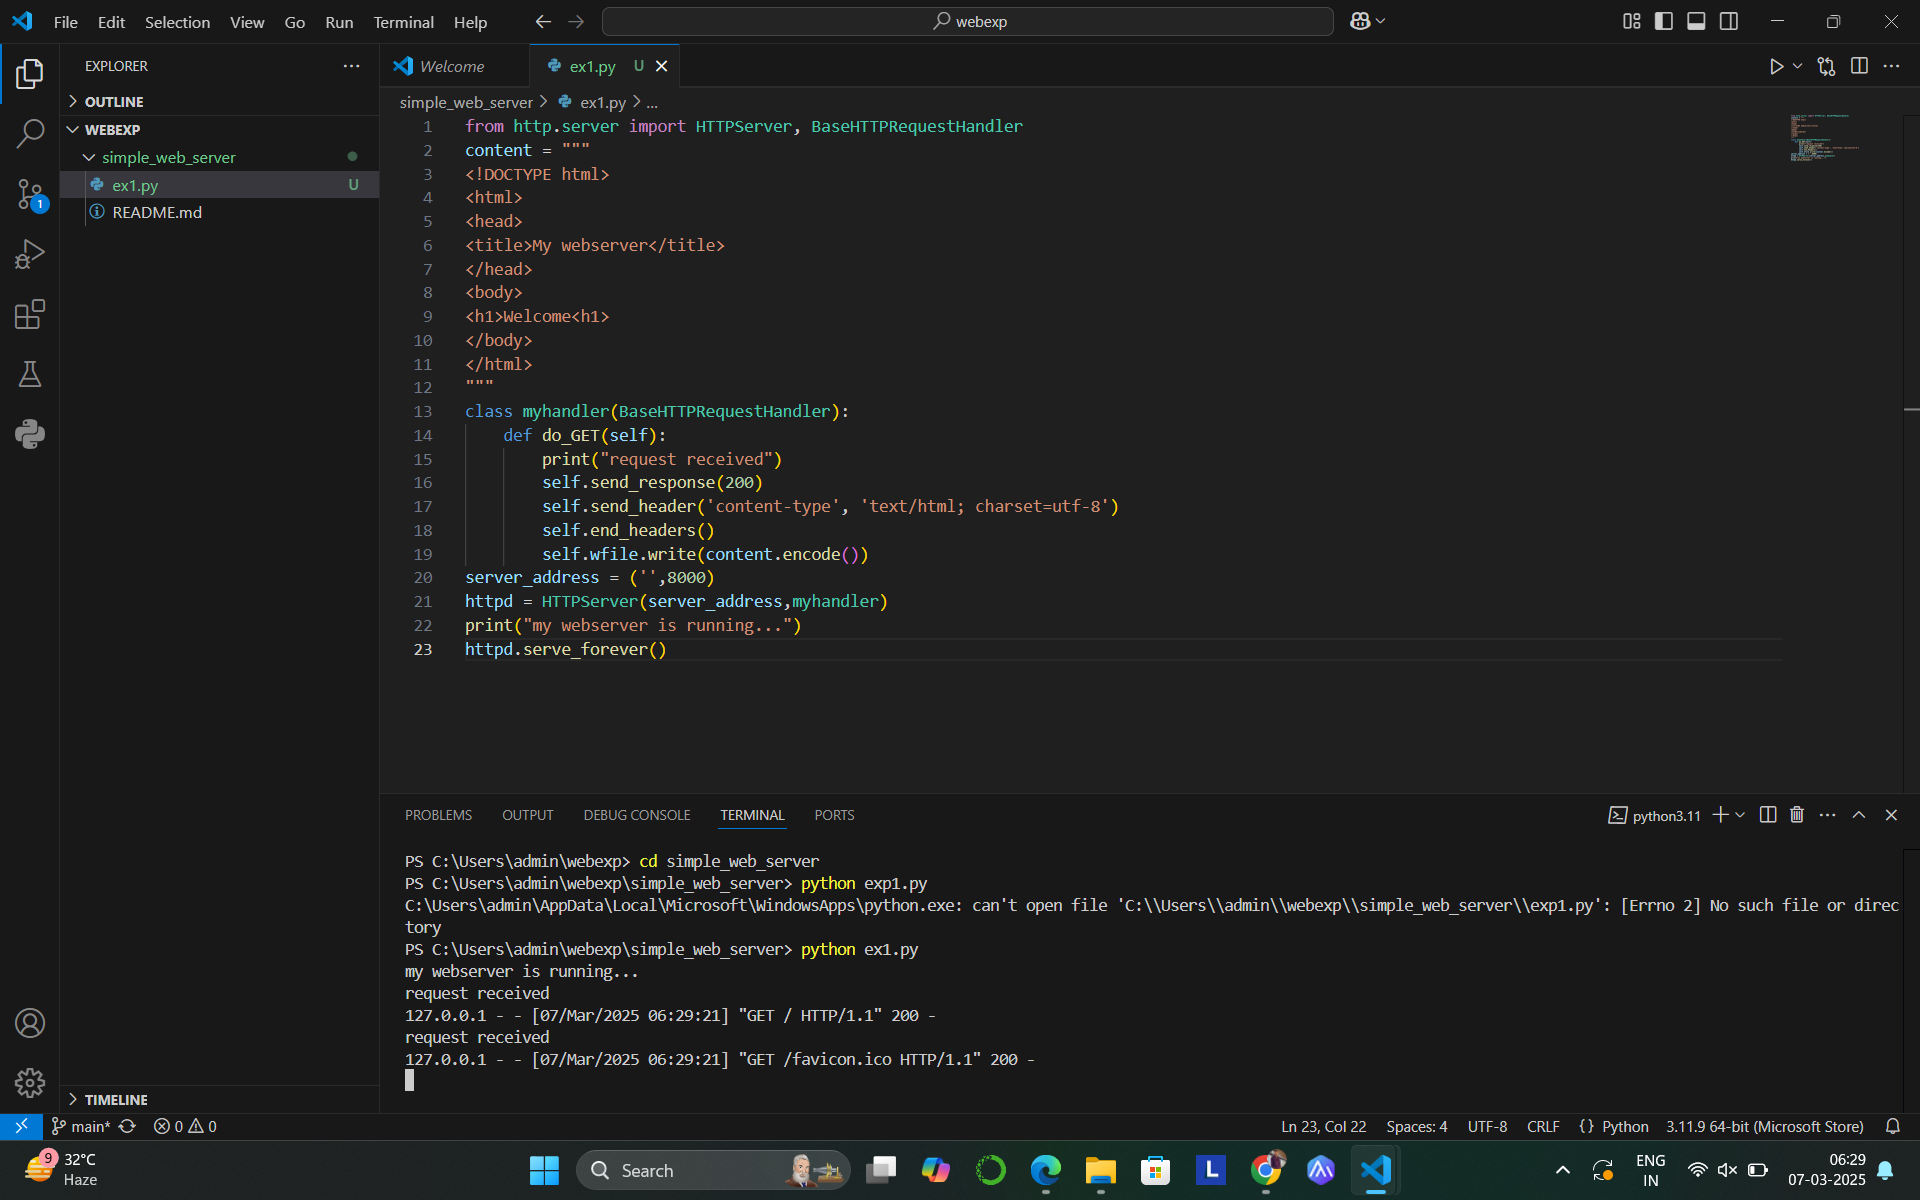 File Edit Selection View Go Run Terminal Help
webexp
EXPLORER
OUTLINE
WEBEXP
simple_web_server
ex1.py U
README.md
TIMELINE
1
Welcome
ex1.py U
simple_web_server > ex1.py > ...
1 from http.server import HTTPServer, BaseHTTPRequestHandler
2 content = """
3 <!DOCTYPE html>
4 <html>
5 <head>
6 <title>My webserver</title>
7 </head>
8 <body>
9 <h1>Welcome<h1>
10 </body>
11 </html>
12 """
13 class myhandler(BaseHTTPRequestHandler):
14 def do_GET(self):
15 print("request received")
16 self.send_response(200)
17 self.send_header('content-type', 'text/html; charset=utf-8')
18 self.end_headers()
19 self.wfile.write(content.encode())
20 server_address = ('',8000)
21 httpd = HTTPServer(server_address,myhandler)
22 print("my webserver is running...")
23 httpd.serve_forever()
PROBLEMS OUTPUT DEBUG CONSOLE TERMINAL PORTS
python3.11
PS C:\Users\admin\webexp> cd simple_web_server
PS C:\Users\admin\webexp\simple_web_server> python exp1.py
C:\Users\admin\AppData\Local\Microsoft\WindowsApps\python.exe: can't open file 'C:\\Users\\admin\\webexp\\simple_web_server\\exp1.py': [Errno 2] No such file or direc
tory
PS C:\Users\admin\webexp\simple_web_server> python ex1.py
my webserver is running...
request received
127.0.0.1 - - [07/Mar/2025 06:29:21] "GET / HTTP/1.1" 200 -
request received
127.0.0.1 - - [07/Mar/2025 06:29:21] "GET /favicon.ico HTTP/1.1" 200 -
main* 0 0
Ln 23, Col 22 Spaces: 4 UTF-8 CRLF {} Python 3.11.9 64-bit (Microsoft Store)
9
32°C
Haze
Search
L
ENG
IN
06:29
07-03-2025